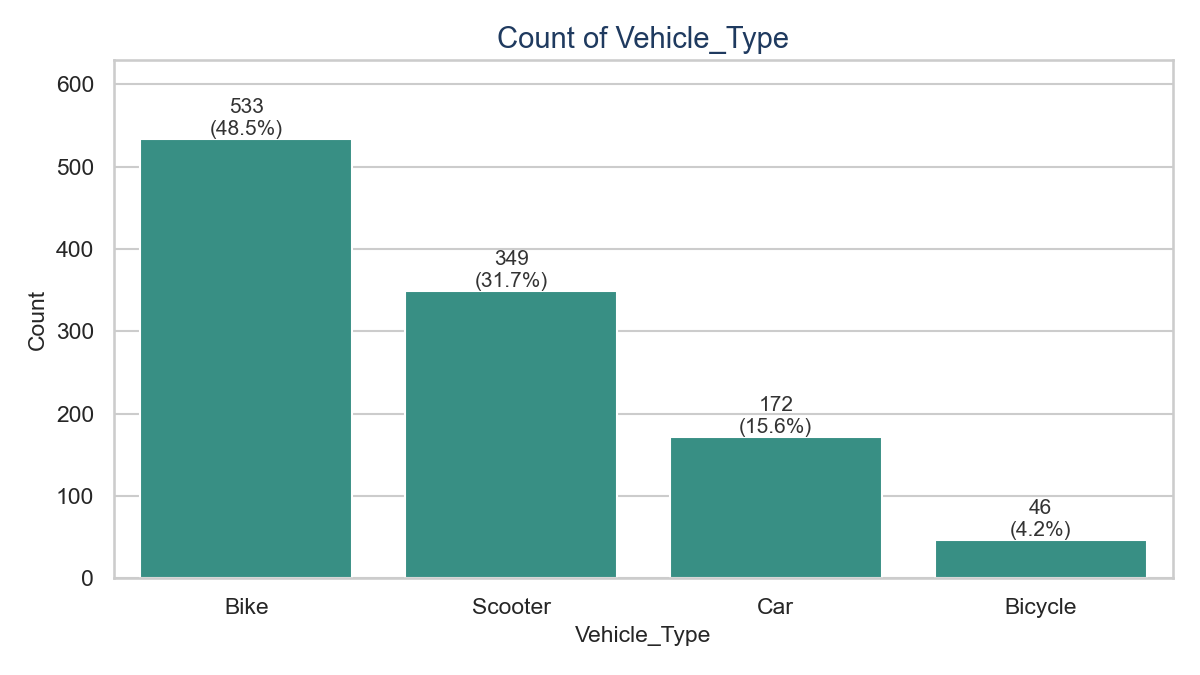 Count of Vehicle_Type
600
500
400
300
200
100
0
Count
533
(48.5%)
349
(31.7%)
172
(15.6%)
46
(4.2%)
Bike
Scooter
Car
Bicycle
Vehicle_Type